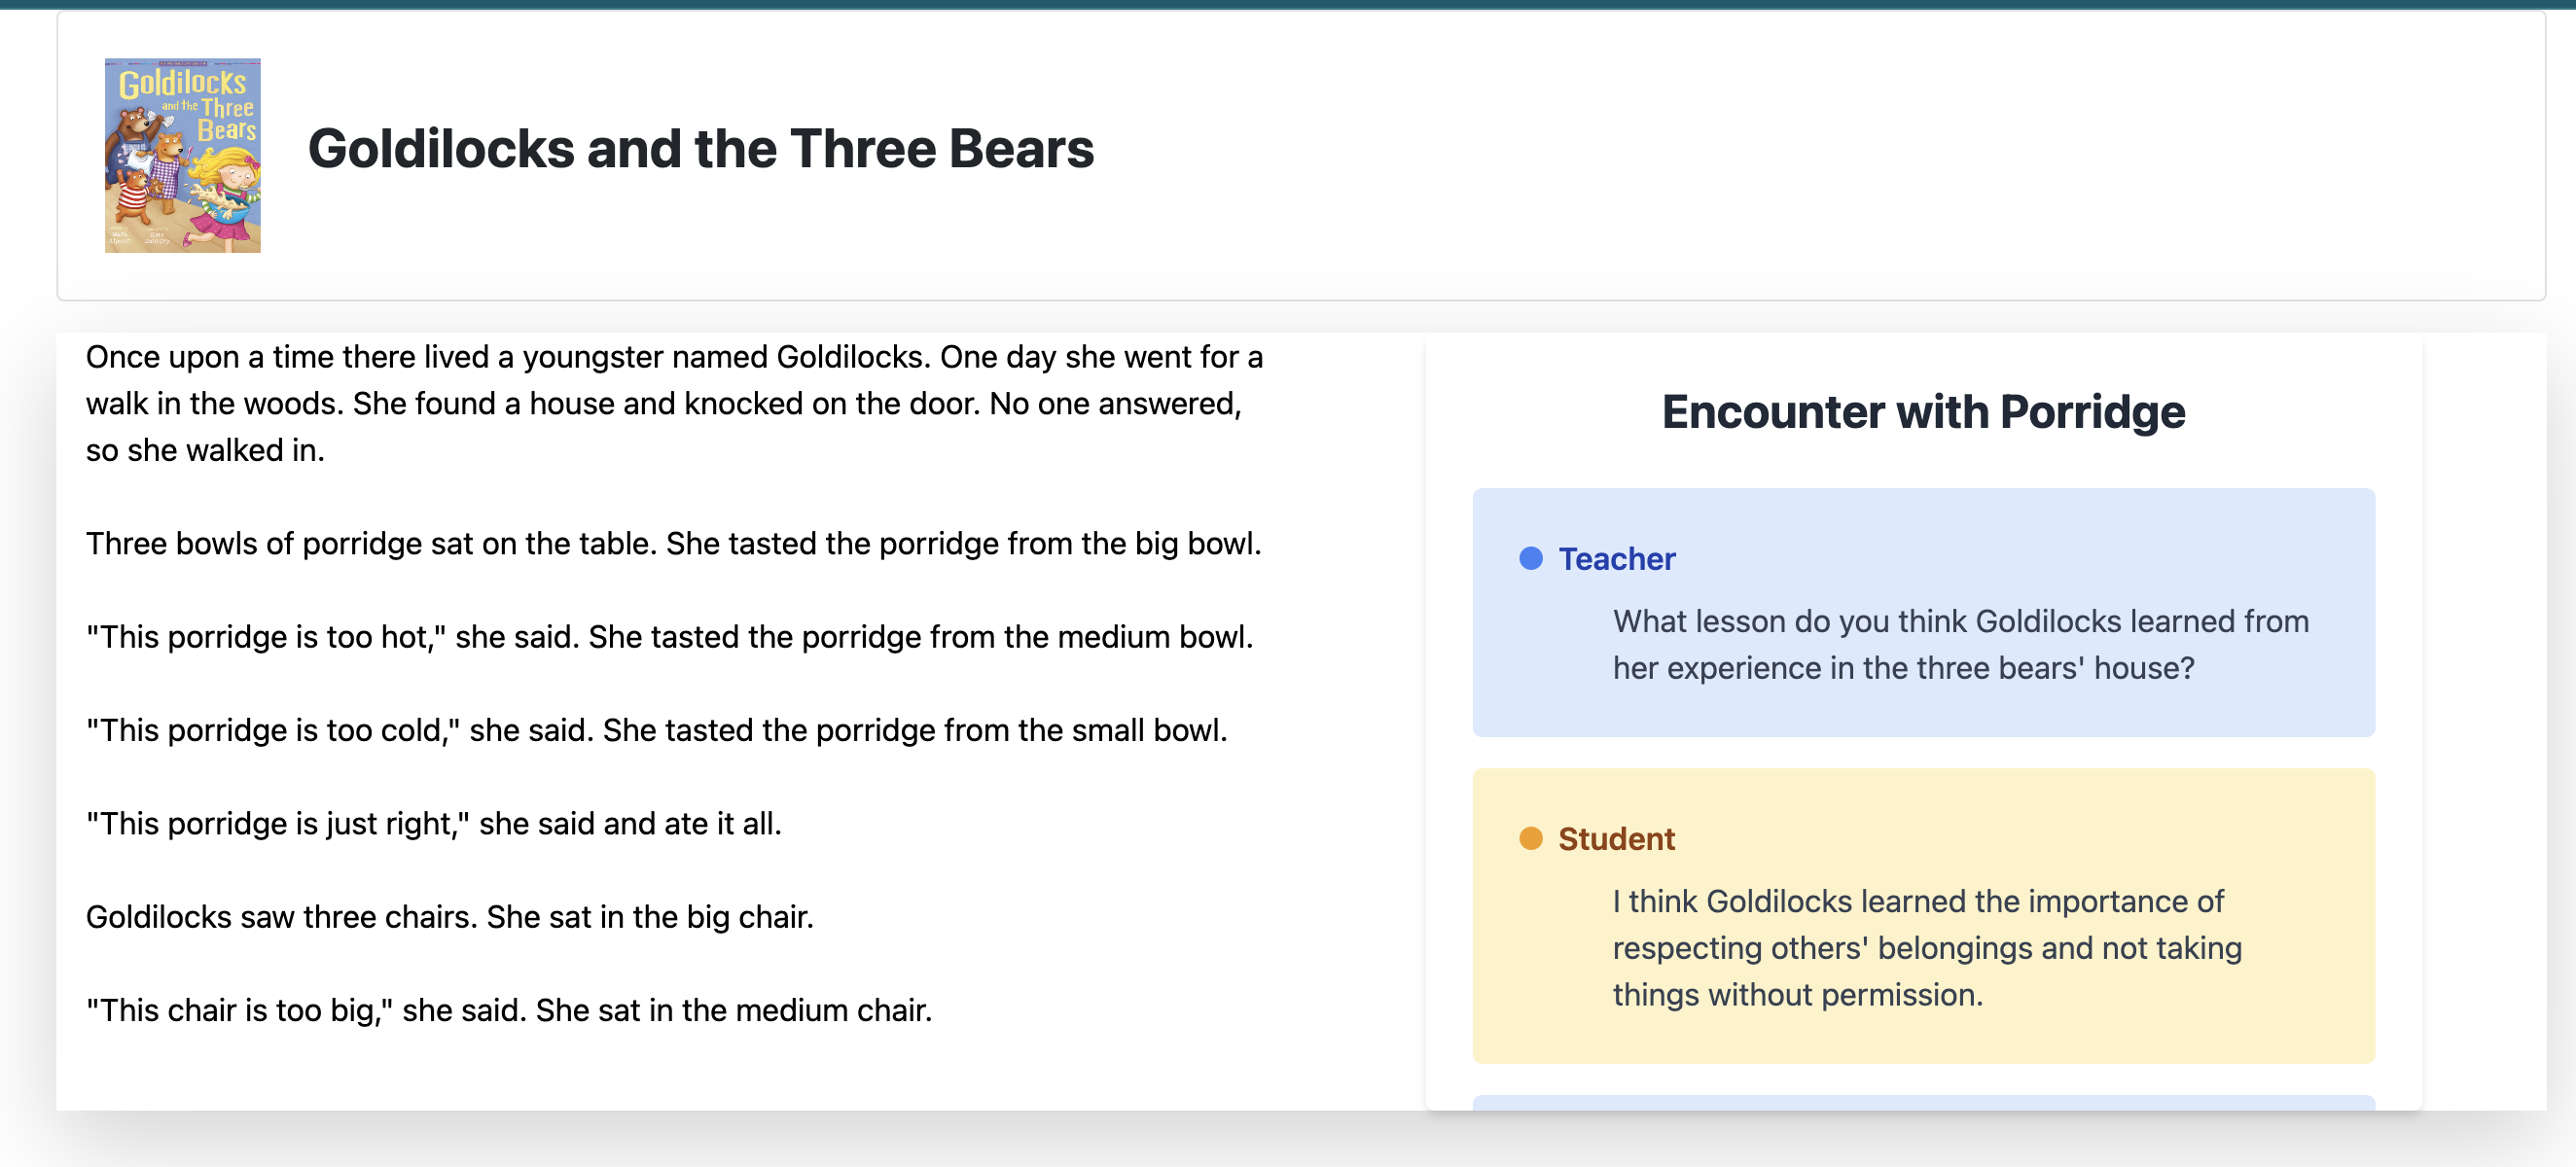 Goldilocks
and the Three
Bears
Goldilocks and the Three Bears
Once upon a time there lived a youngster named Goldilocks. One day she went for a
walk in the woods. She found a house and knocked on the door. No one answered,
so she walked in.
Three bowls of porridge sat on the table. She tasted the porridge from the big bowl.
"This porridge is too hot," she said. She tasted the porridge from the medium bowl.
"This porridge is too cold," she said. She tasted the porridge from the small bowl.
"This porridge is just right," she said and ate it all.
Goldilocks saw three chairs. She sat in the big chair.
"This chair is too big," she said. She sat in the medium chair.
Encounter with Porridge
Teacher
What lesson do you think Goldilocks learned from
her experience in the three bears' house?
Student
I think Goldilocks learned the importance of
respecting others' belongings and not taking
things without permission.